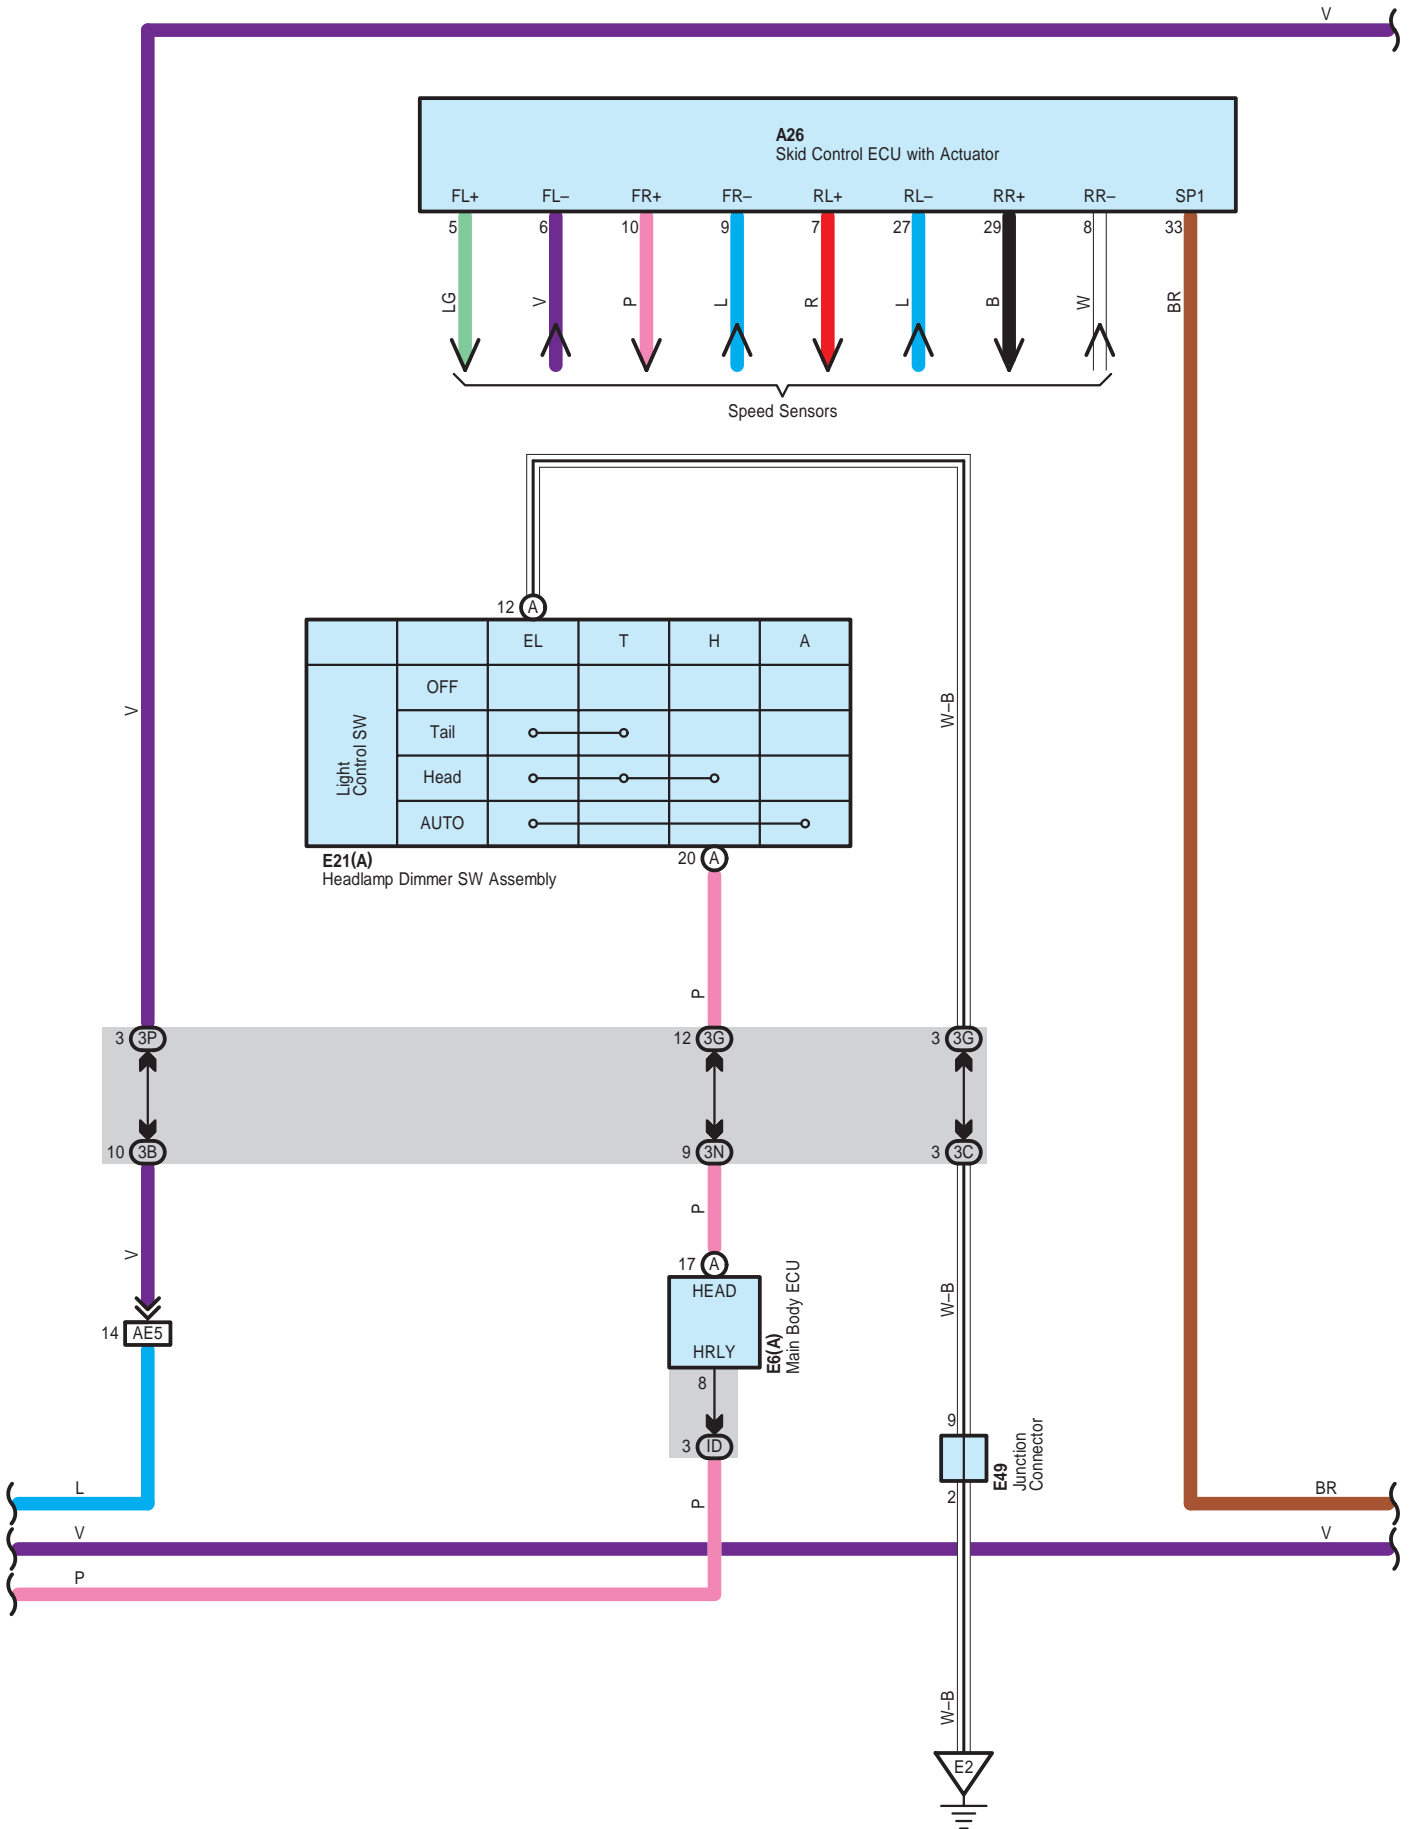 V
A26
Skid Control ECU with Actuator
FL+ FL– FR+ FR– RL+ RL– RR+ RR– SP1
5 6 10 9 7 27 29 8 33
LG V P L R L B W BR
Speed Sensors
12 A
EL T H A
OFF
Tail
Head
AUTO
Light
Control SW
V
W–B
E21(A)
Headlamp Dimmer SW Assembly
20 A
P
3 3P 12 3G 3 3G
10 3B 9 3N 3 3C
P
V
17 A
HEAD
HRLY
E6(A)
Main Body ECU
W–B
14 AE5
8
3 ID
9
E49
Junction
Connector
2
L
P
BR
V
V
P
W–B
E2